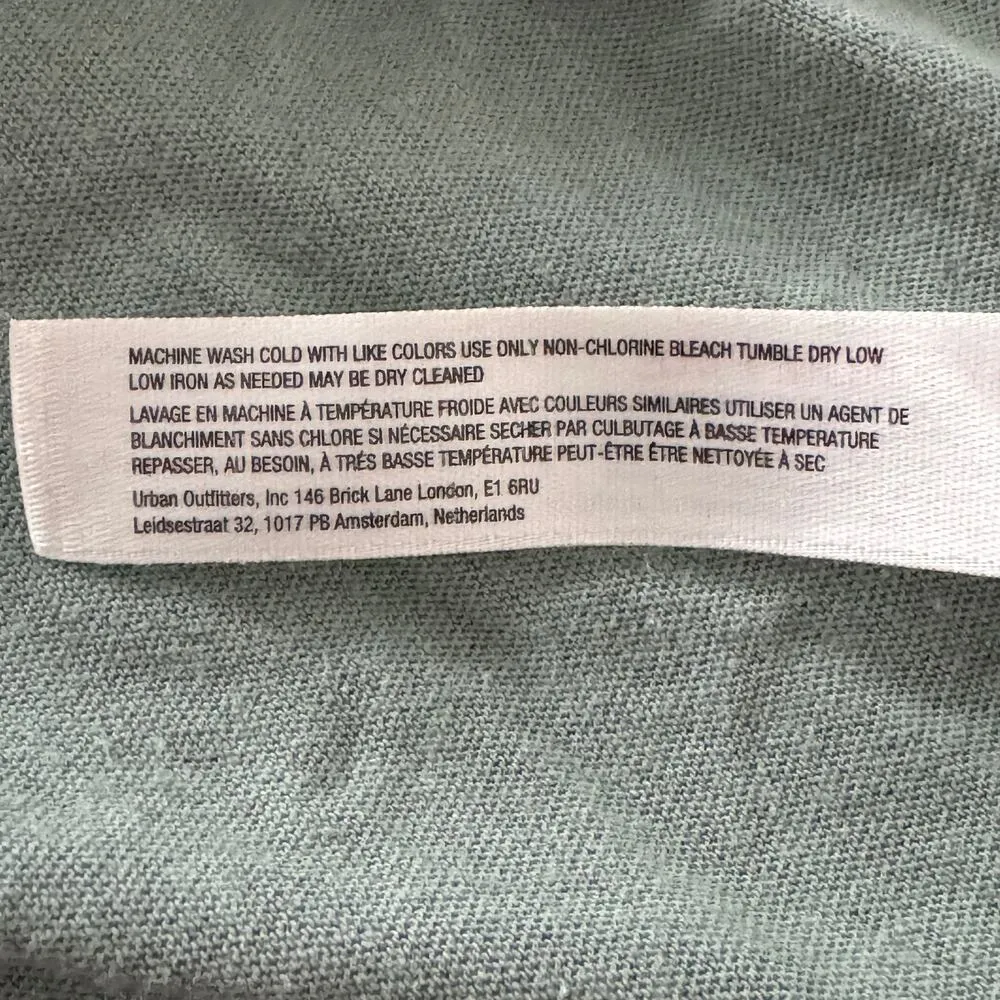 MACHINE WASH COLD WITH LIKE COLORS USE ONLY NON-CHLORINE BLEACH TUMBLE DRY LOW
LOW IRON AS NEEDED MAY BE DRY CLEANED
LAVAGE EN MACHINE À TEMPÉRATURE FROIDE AVEC COULEURS SIMILAIRES UTILISER UN AGENT DE
BLANCHIMENT SANS CHLORE SI NÉCESSAIRE SECHER PAR CULBUTAGE À BASSE TEMPERATURE
REPASSER, AU BESOIN, À TRÉS BASSE TEMPÉRATURE PEUT-ÊTRE ÊTRE NETTOYÉE À SEC
Urban Outfitters, Inc 146 Brick Lane London, E1 6RU
Leidsestraat 32, 1017 PB Amsterdam, Netherlands